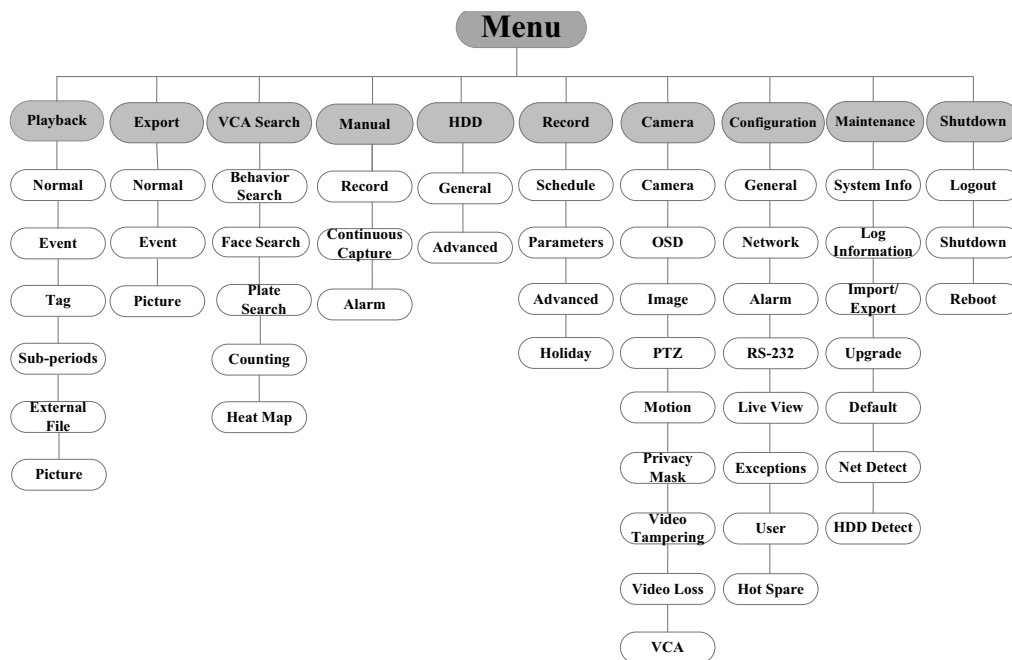 Menu
Playback
Export
VCA Search
Manual
HDD
Record
Camera
Configuration
Maintenance
Shutdown
Normal
Event
Tag
Sub-periods
External
File
Picture
Normal
Event
Picture
Behavior
Search
Face Search
Plate
Search
Counting
Heat Map
Record
Continuous
Capture
Alarm
General
Advanced
Schedule
Parameters
Advanced
Holiday
Camera
OSD
Image
PTZ
Motion
Privacy
Mask
Video
Tampering
Video Loss
VCA
General
Network
Alarm
RS-232
Live View
Exceptions
User
Hot Spare
System Info
Log
Information
Import/
Export
Upgrade
Default
Net Detect
HDD Detect
Logout
Shutdown
Reboot